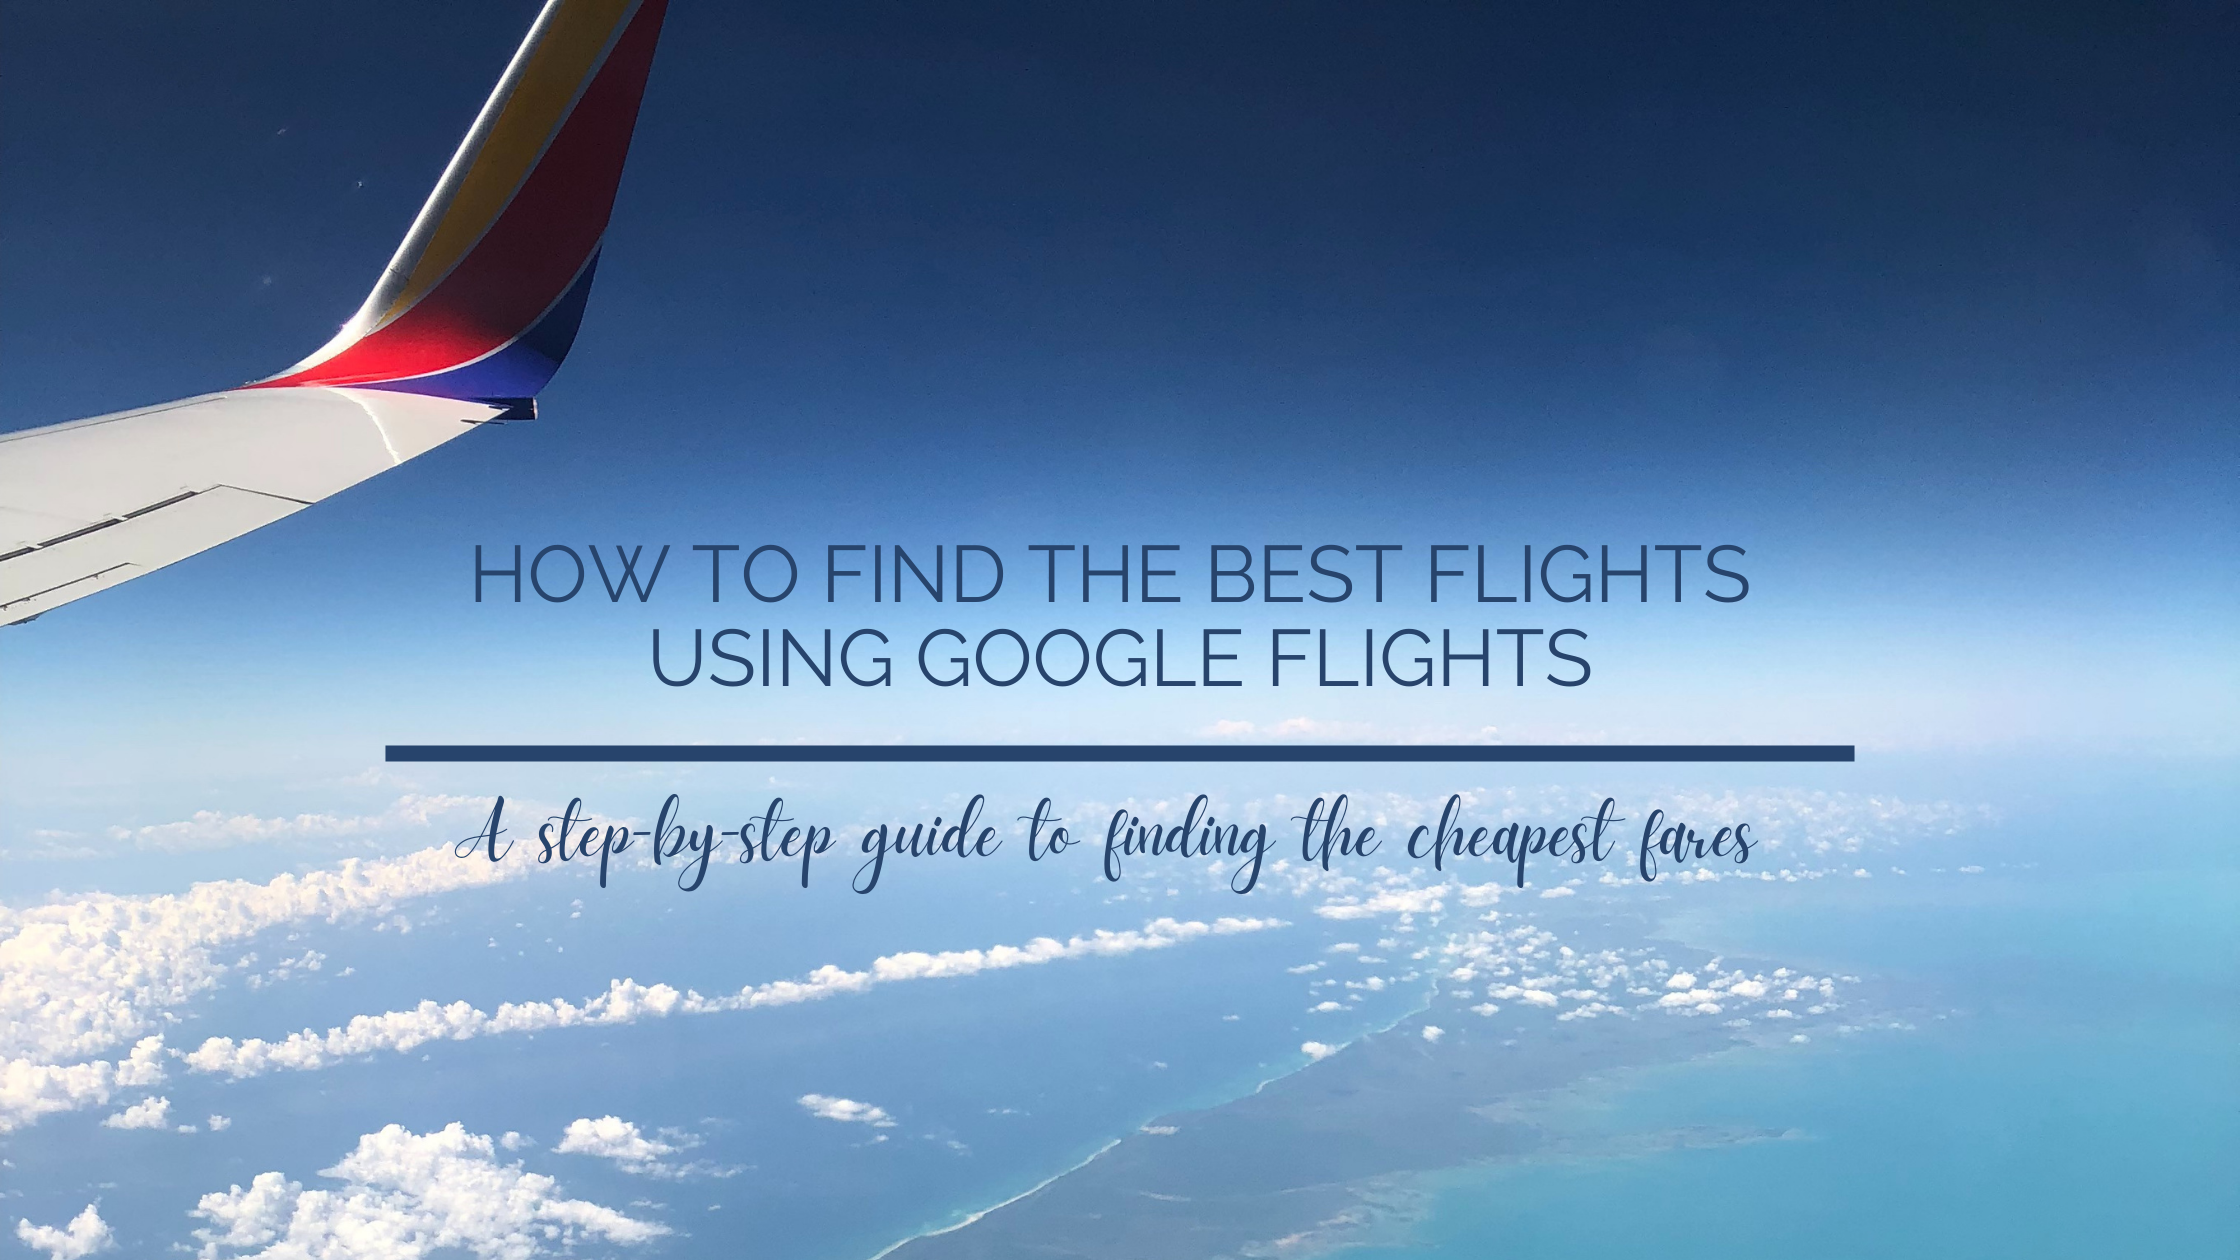 HOW TO FIND THE BEST FLIGHTS
USING GOOGLE FLIGHTS
A step-by-step guide to finding the cheapest fares